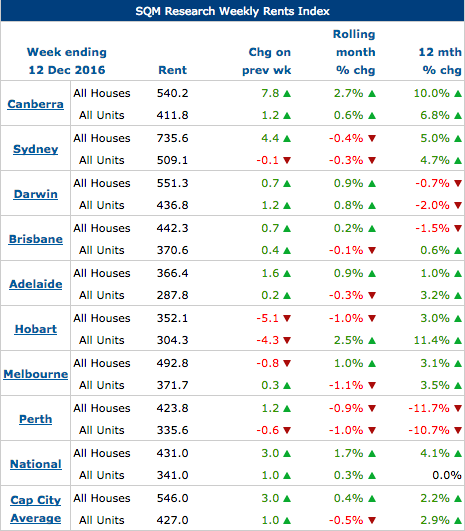 SQM Research Weekly Rents Index
Week ending 12 Dec 2016 Rent Chg on prev wk Rolling month % chg 12 mth % chg
Canberra All Houses 540.2 7.8 ▲ 2.7% ▲ 10.0% ▲
All Units 411.8 1.2 ▲ 0.6% ▲ 6.8% ▲
Sydney All Houses 735.6 4.4 ▲ -0.4% ▼ 5.0% ▲
All Units 509.1 -0.1 ▼ -0.3% ▼ 4.7% ▲
Darwin All Houses 551.3 0.7 ▲ 0.9% ▲ -0.7% ▼
All Units 436.8 1.2 ▲ 0.8% ▲ -2.0% ▼
Brisbane All Houses 442.3 0.7 ▲ 0.2% ▲ -1.5% ▼
All Units 370.6 0.4 ▲ -0.1% ▼ 0.6% ▲
Adelaide All Houses 366.4 1.6 ▲ 0.9% ▲ 1.0% ▲
All Units 287.8 0.2 ▲ -0.3% ▼ 3.2% ▲
Hobart All Houses 352.1 -5.1 ▼ -1.0% ▼ 3.0% ▲
All Units 304.3 -4.3 ▼ 2.5% ▲ 11.4% ▲
Melbourne All Houses 492.8 -0.8 ▼ 1.0% ▲ 3.1% ▲
All Units 371.7 0.3 ▲ -1.1% ▼ 3.5% ▲
Perth All Houses 423.8 1.2 ▲ -0.9% ▼ -11.7% ▼
All Units 335.6 -0.6 ▼ -1.0% ▼ -10.7% ▼
National All Houses 431.0 3.0 ▲ 1.7% ▲ 4.1% ▲
All Units 341.0 1.0 ▲ 0.3% ▲ 0.0%
Cap City All Houses 546.0 3.0 ▲ 0.4% ▲ 2.2% ▲
Average All Units 427.0 1.0 ▲ -0.5% ▼ 2.9% ▲